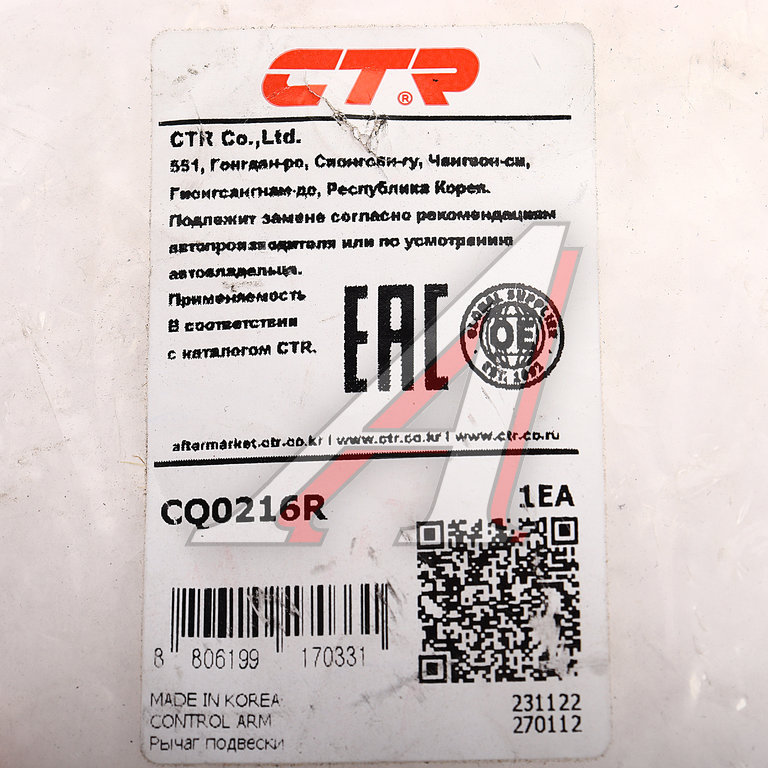 CTR®
CTR Co.,Ltd.
551, Гонгдан-ро, Сионгсан-гу, Чангвон-си,
Гионгсангнам-до, Республика Корея.
Подлежит замене согласно рекомендациям
автопроизводителя или по усмотрению
автовладельца.
Применяемость
В соответствии
с каталогом CTR.
EAC
GLOBAL SUPPLIER
OE
EST. 1952
aftermarket.ctr.co.kr | www.ctr.co.kr | www.ctr.co.ru
CQ0216R
1EA
8 806199 170331
MADE IN KOREA
CONTROL ARM
Рычаг подвески
231122
270112